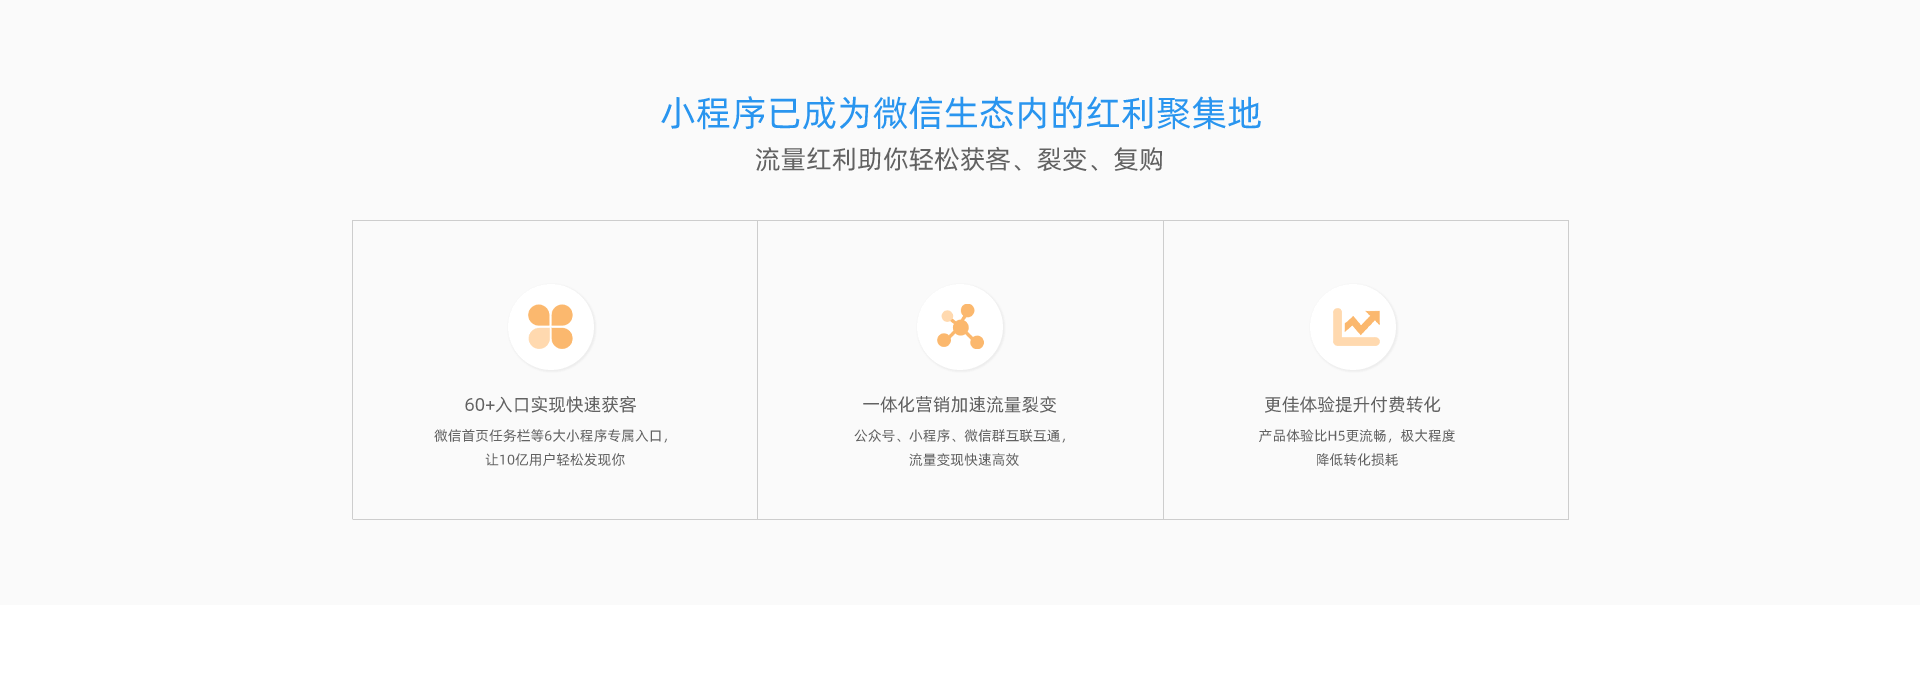 小程序已成为微信生态内的红利聚集地
流量红利助你轻松获客、裂变、复购
60+入口实现快速获客
微信首页任务栏等6大小程序专属入口，
让10亿用户轻松发现你
一体化营销加速流量裂变
公众号、小程序、微信群互联互通，
流量变现快速高效
更佳体验提升付费转化
产品体验比H5更流畅，极大程度
降低转化损耗